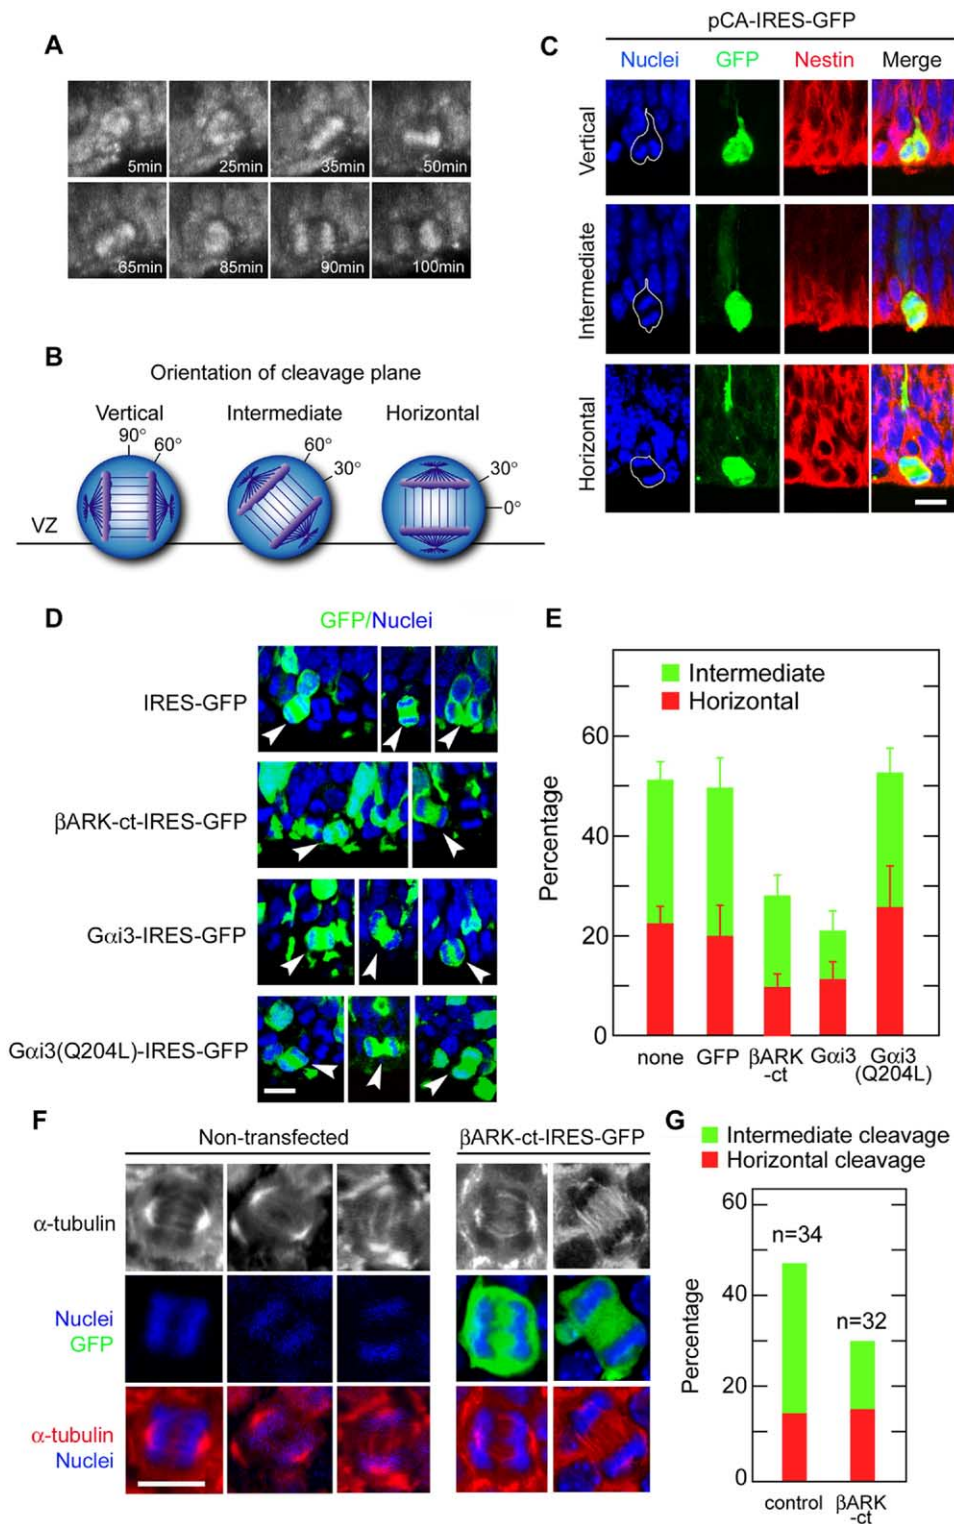 A
5min
25min
35min
50min
65min
85min
90min
100min
B
Orientation of cleavage plane
Vertical
Intermediate
Horizontal
90°
60°
60°
30°
30°
0°
VZ
pCA-IRES-GFP
C
Nuclei
GFP
Nestin
Merge
Vertical
Intermediate
Horizontal
D
GFP/Nuclei
IRES-GFP
βARK-ct-IRES-GFP
Gαi3-IRES-GFP
Gαi3(Q204L)-IRES-GFP
E
Intermediate
Horizontal
Percentage
60
40
20
0
none
GFP
βARK
-ct
Gαi3
Gαi3
(Q204L)
F
Non-transfected
βARK-ct-IRES-GFP
α-tubulin
Nuclei
GFP
α-tubulin
Nuclei
G
Intermediate cleavage
Horizontal cleavage
Percentage
60
40
20
0
n=34
n=32
control
βARK
-ct